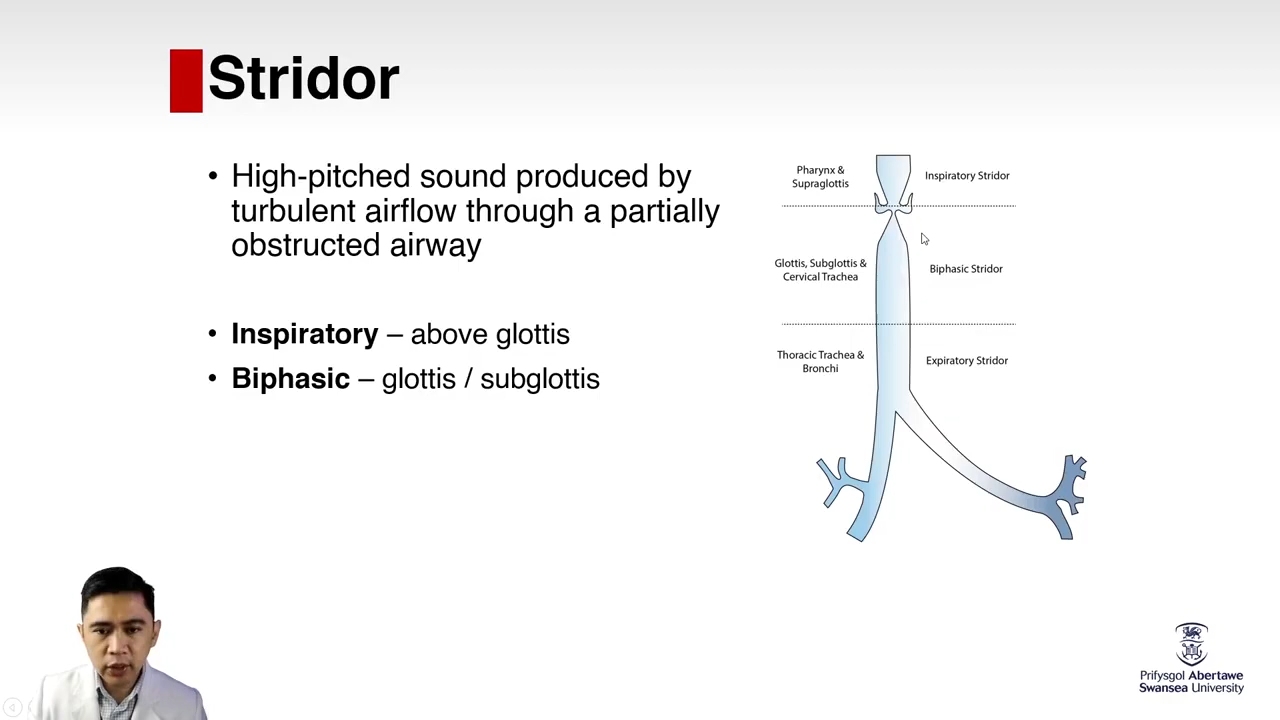 Stridor
• High-pitched sound produced by
turbulent airflow through a partially
obstructed airway
• Inspiratory – above glottis
• Biphasic – glottis / subglottis
Pharynx &
Supraglottis
Inspiratory Stridor
Glottis, Subglottis &
Cervical Trachea
Biphasic Stridor
Thoracic Trachea &
Bronchi
Expiratory Stridor
Prifysgol Abertawe
Swansea University